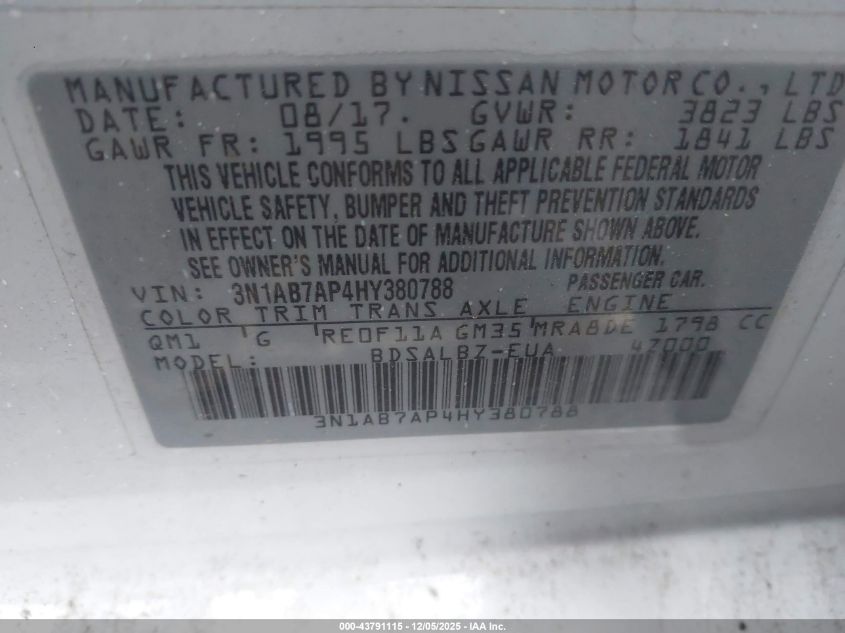 MANUFACTURED BY NISSAN MOTOR CO., LTD
DATE: 08/17. GVWR: 3823 LBS
GAWR FR: 1995 LBS GAWR RR: 1841 LBS
THIS VEHICLE CONFORMS TO ALL APPLICABLE FEDERAL MOTOR
VEHICLE SAFETY, BUMPER AND THEFT PREVENTION STANDARDS
IN EFFECT ON THE DATE OF MANUFACTURE SHOWN ABOVE.
SEE OWNER'S MANUAL FOR ADDITIONAL INFORMATION.
VIN: 3N1AB7AP4HY380788 PASSENGER CAR.
COLOR TRIM TRANS AXLE ENGINE
QM1 G RE0F11A GM35 MRA8DE 1798 CC
MODEL: BDSALBZ-EUA 47000
3N1AB7AP4HY380788
000-43791115 - 12/05/2025 - IAA Inc.